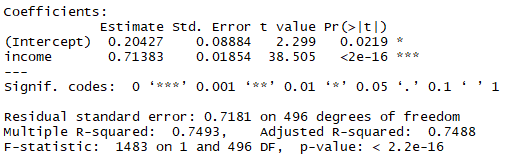 Coefficients:
            Estimate Std. Error t value Pr(>|t|)
(Intercept)  0.20427    0.08884   2.299   0.0219 *
income       0.71383    0.01854  38.505   <2e-16 ***
---
Signif. codes:  0 ‘***’ 0.001 ‘**’ 0.01 ‘*’ 0.05 ‘.’ 0.1 ‘ ’ 1
Residual standard error: 0.7181 on 496 degrees of freedom
Multiple R-squared:  0.7493,    Adjusted R-squared:  0.7488
F-statistic:  1483 on 1 and 496 DF,  p-value: < 2.2e-16